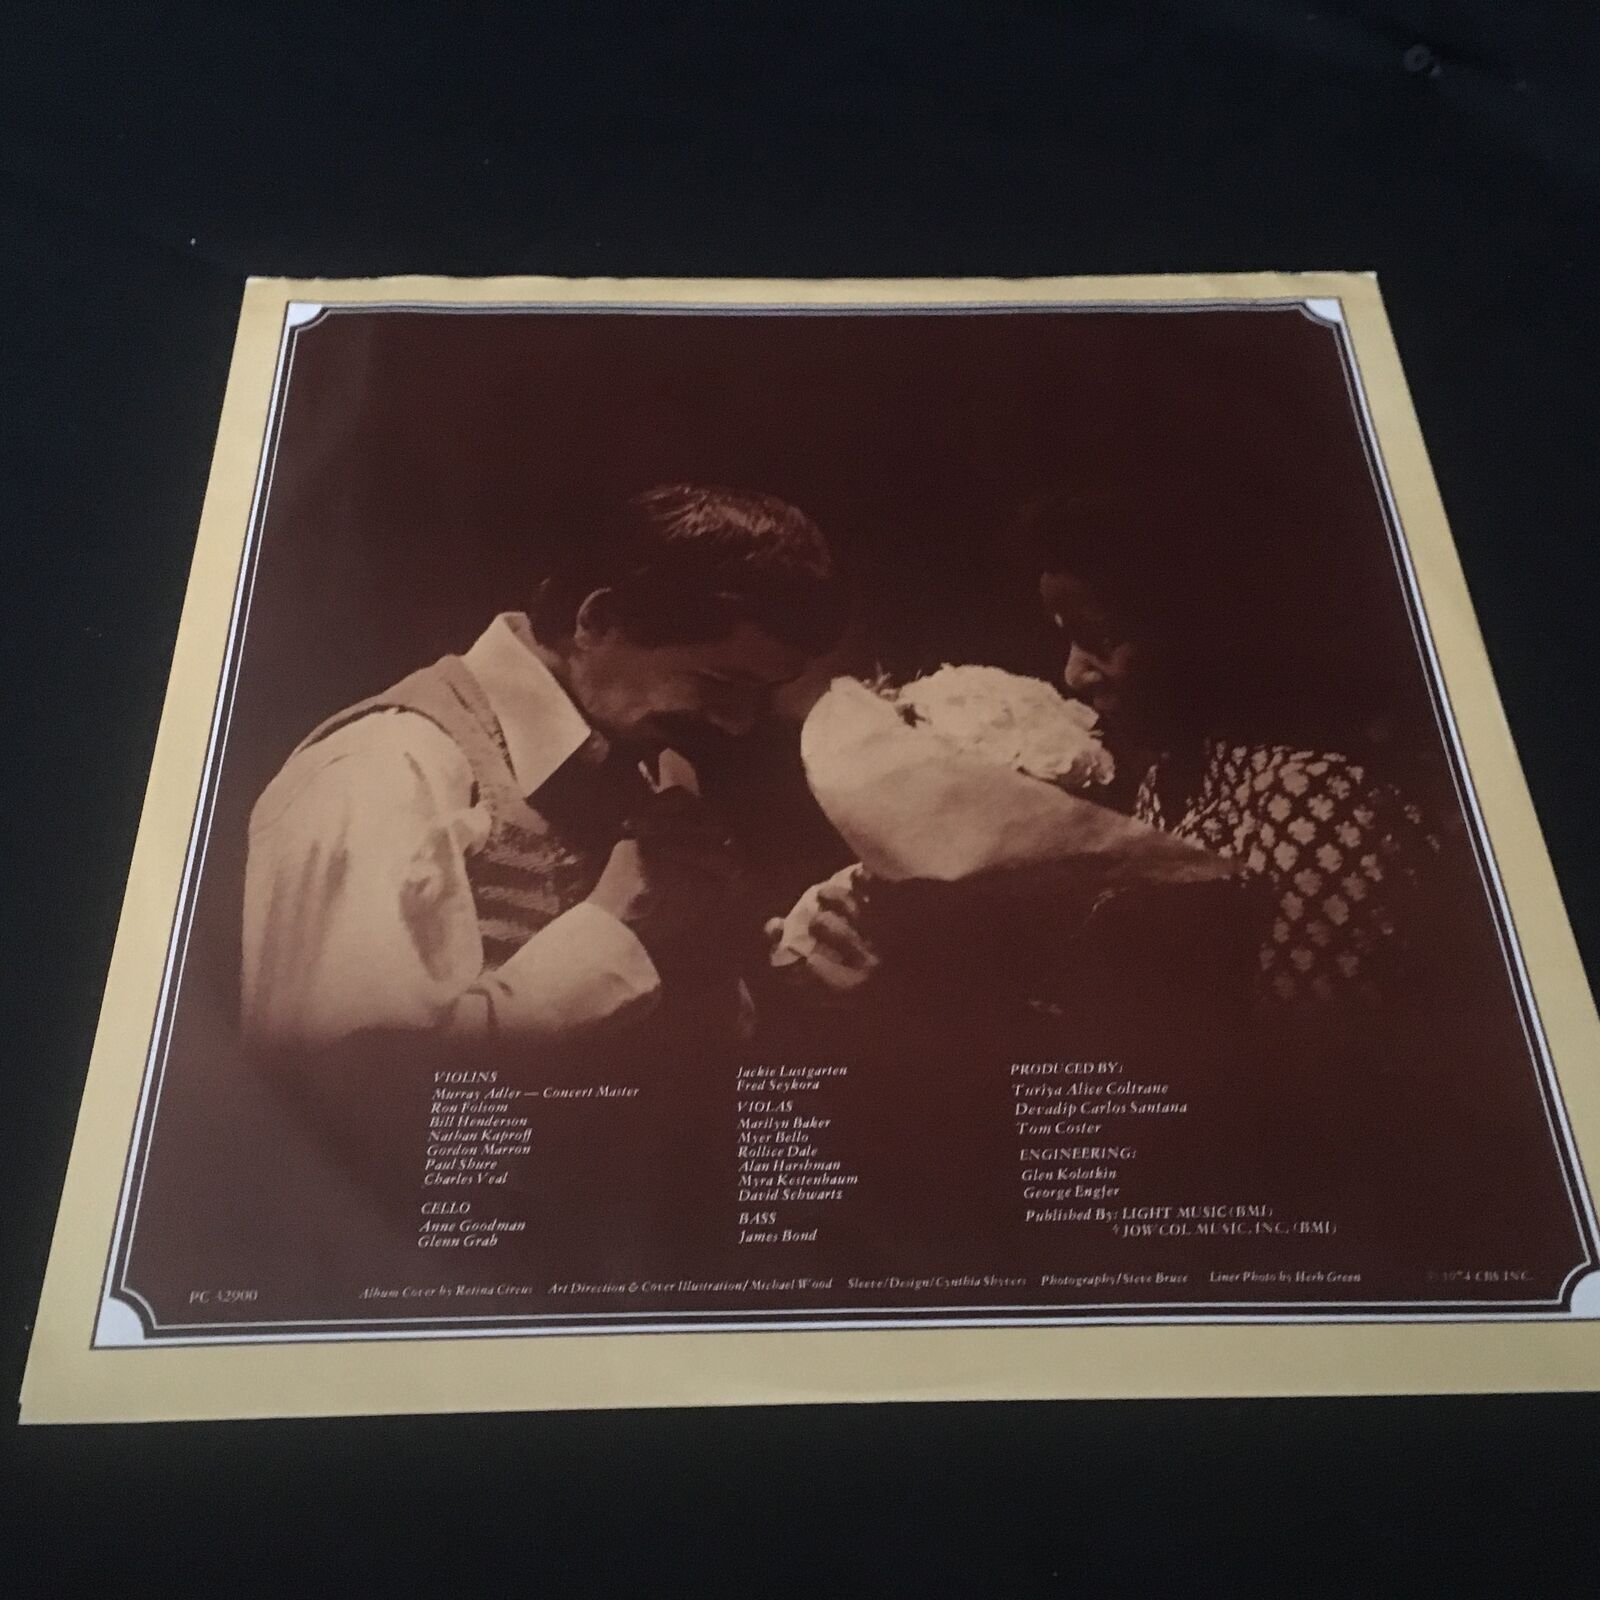 VIOLINS
Murray Adler — Concert Master
Ron Folsom
Bill Henderson
Nathan Kaproff
Gordon Marron
Paul Shure
Charles Veal
CELLO
Anne Goodman
Glenn Grab
Jackie Lustgarten
Fred Seykora
VIOLAS
Marilyn Baker
Myer Bello
Rollice Dale
Alan Harshman
Myra Kestenbaum
David Schwartz
BASS
James Bond
PRODUCED BY:
Turiya Alice Coltrane
Devadip Carlos Santana
Tom Coster
ENGINEERING:
Glen Kolotkin
George Engfer
Published By: LIGHT MUSIC (BMI)
JOWCOL MUSIC, INC. (BMI)
PC 32900 Album Cover by Retina Circus Art Direction & Cover Illustration/Michael Wood Sleeve/Design/Cynthia Shyvers Photography/Steve Bruce Liner Photo by Herb Green 1974 CBS INC.